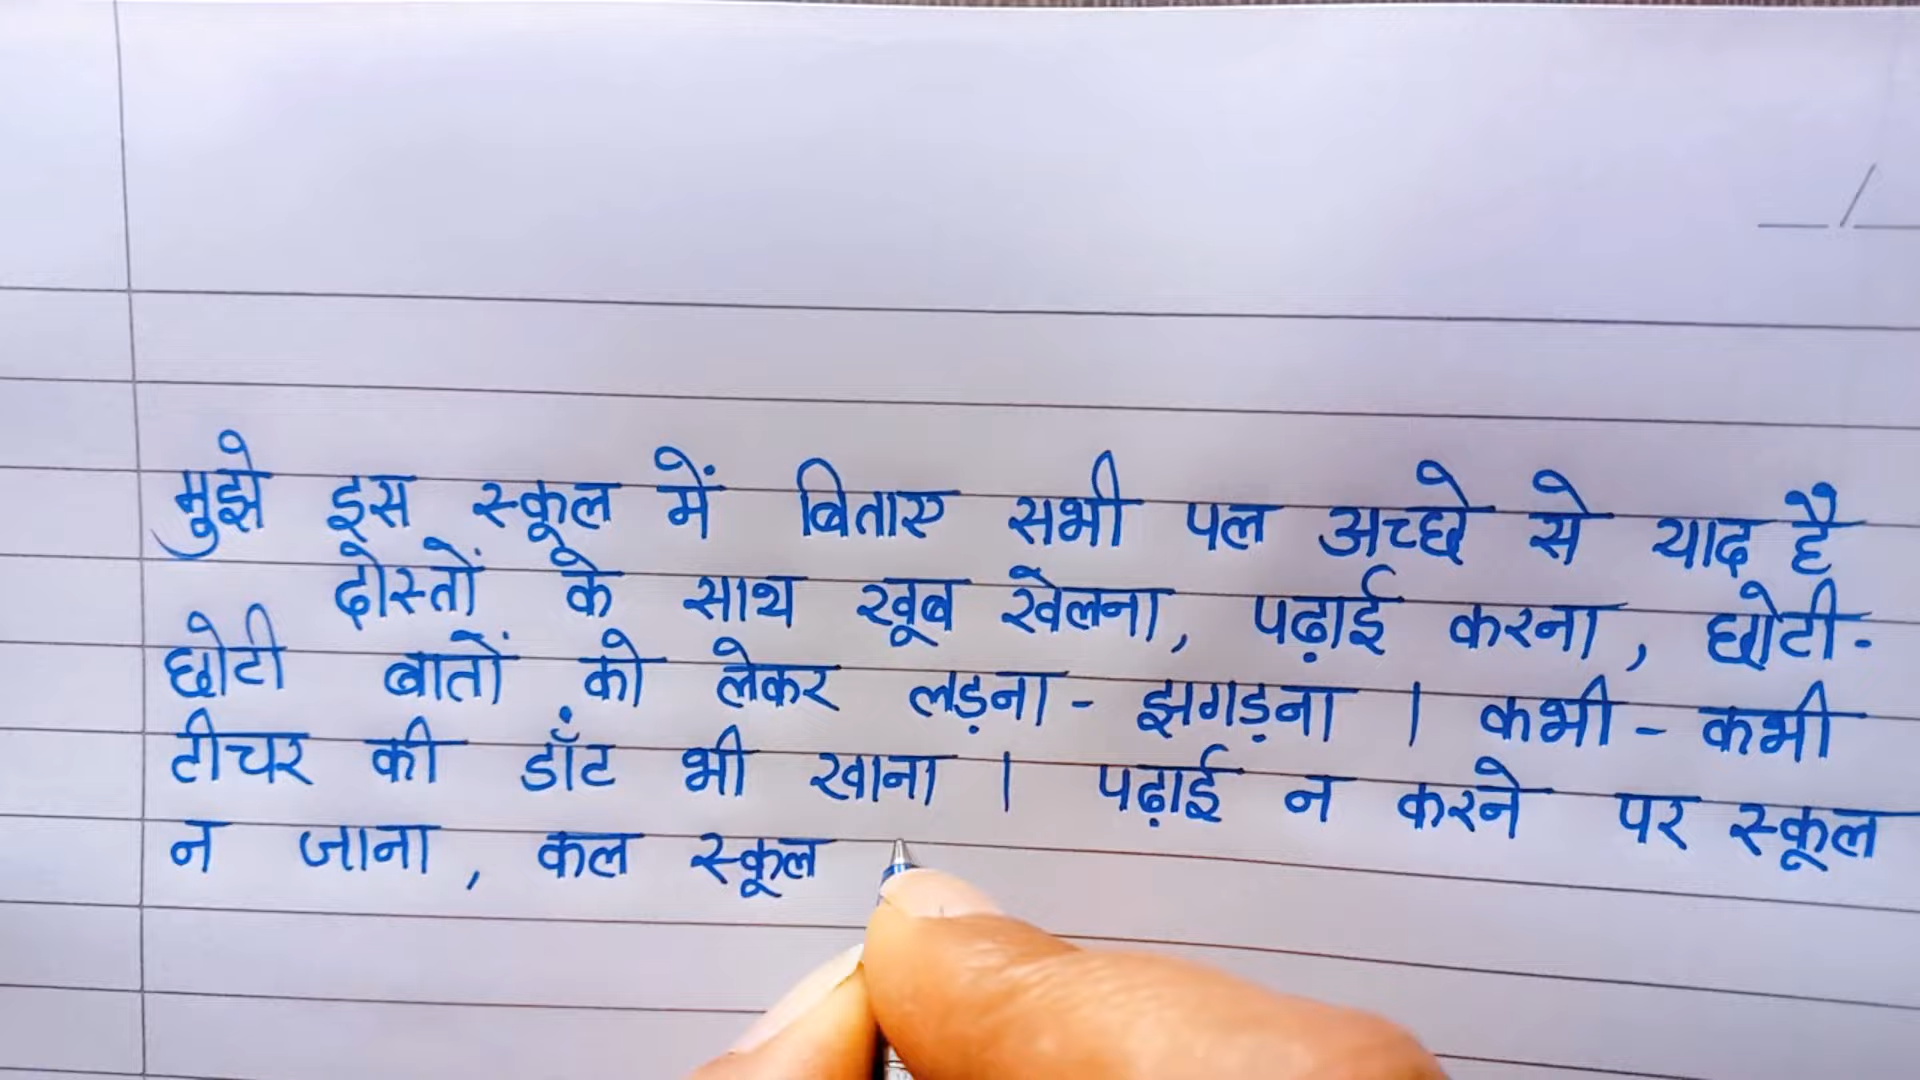 मुझे इस स्कूल में बिताए सभी पल अच्छे से याद है
दोस्तों के साथ खूब खेलना, पढ़ाई करना, छोटी-
छोटी बातों को लेकर लड़ना - झगड़ना । कभी - कभी
टीचर की डाँट भी खाना । पढ़ाई न करने पर स्कूल
न जाना, कल स्कूल